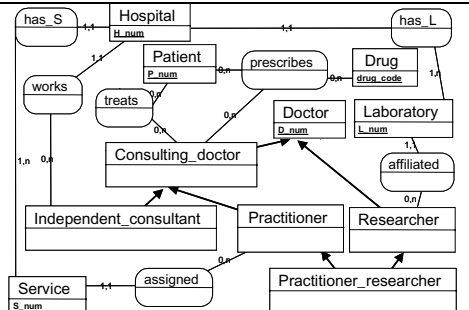 has_S
1,1
Hospital
H_num
1,1
has_L
1,1
Patient
P_num
0,n
prescribes
0,n
Drug
drug_code
1,n
works
treats
0,n
0,n
Doctor
D_num
Laboratory
L_num
1,n
0,n
0,n
Consulting_doctor
1,1
affiliated
0,n
Independent_consultant
Practitioner
Researcher
0,n
Service
S_num
1,1
assigned
Practitioner_researcher